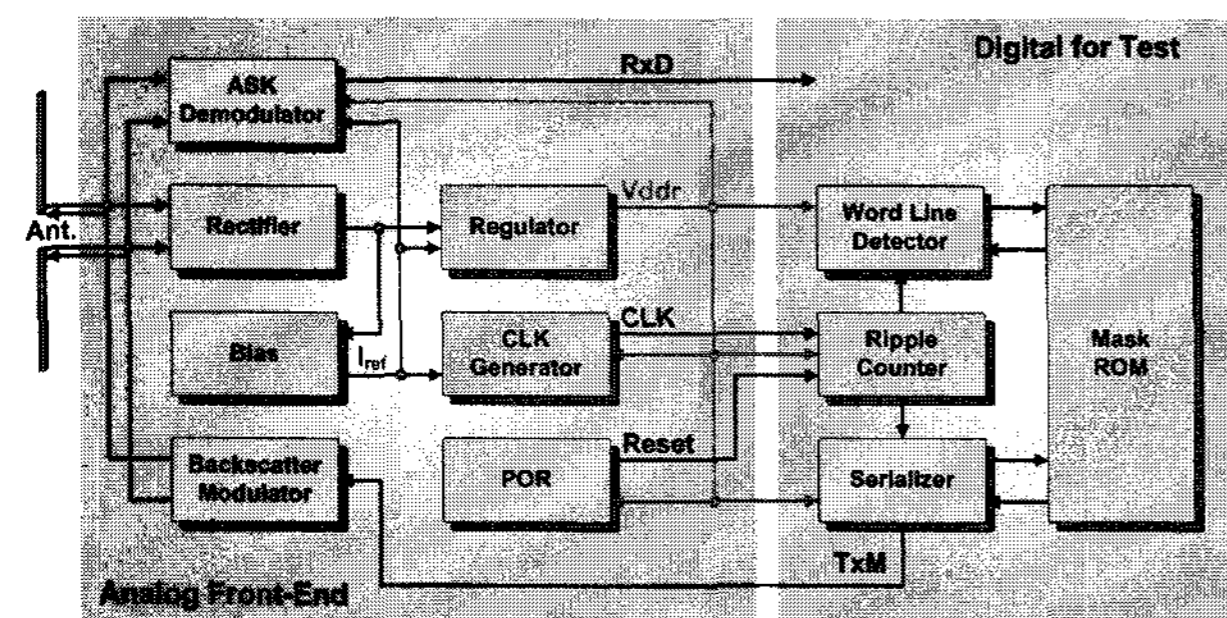 Digital for Test
RxD
ASK
Demodulator
Ant.
Rectifier
Regulator
Vddr
Word Line
Detector
Bias
Iref
CLK
Generator
CLK
Ripple
Counter
Mask
ROM
Backscatter
Modulator
POR
Reset
Serializer
TxM
Analog Front-End